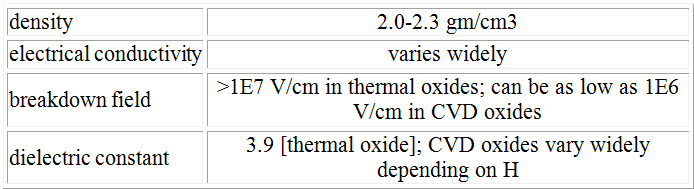 density 2.0-2.3 gm/cm3
electrical conductivity varies widely
breakdown field >1E7 V/cm in thermal oxides; can be as low as 1E6
V/cm in CVD oxides
dielectric constant 3.9 [thermal oxide]; CVD oxides vary widely
depending on H